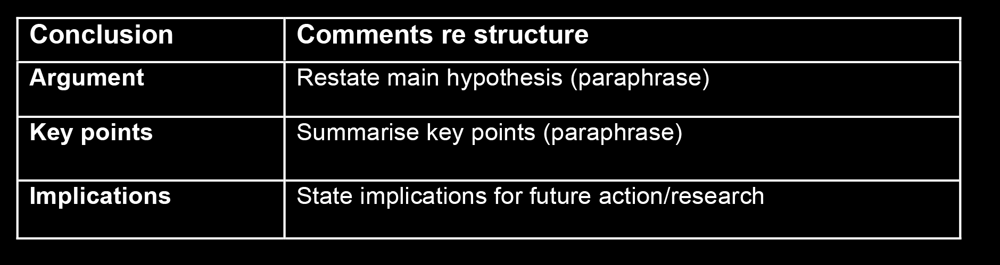 Conclusion Comments re structure
Argument Restate main hypothesis (paraphrase)
Key points Summarise key points (paraphrase)
Implications State implications for future action/research